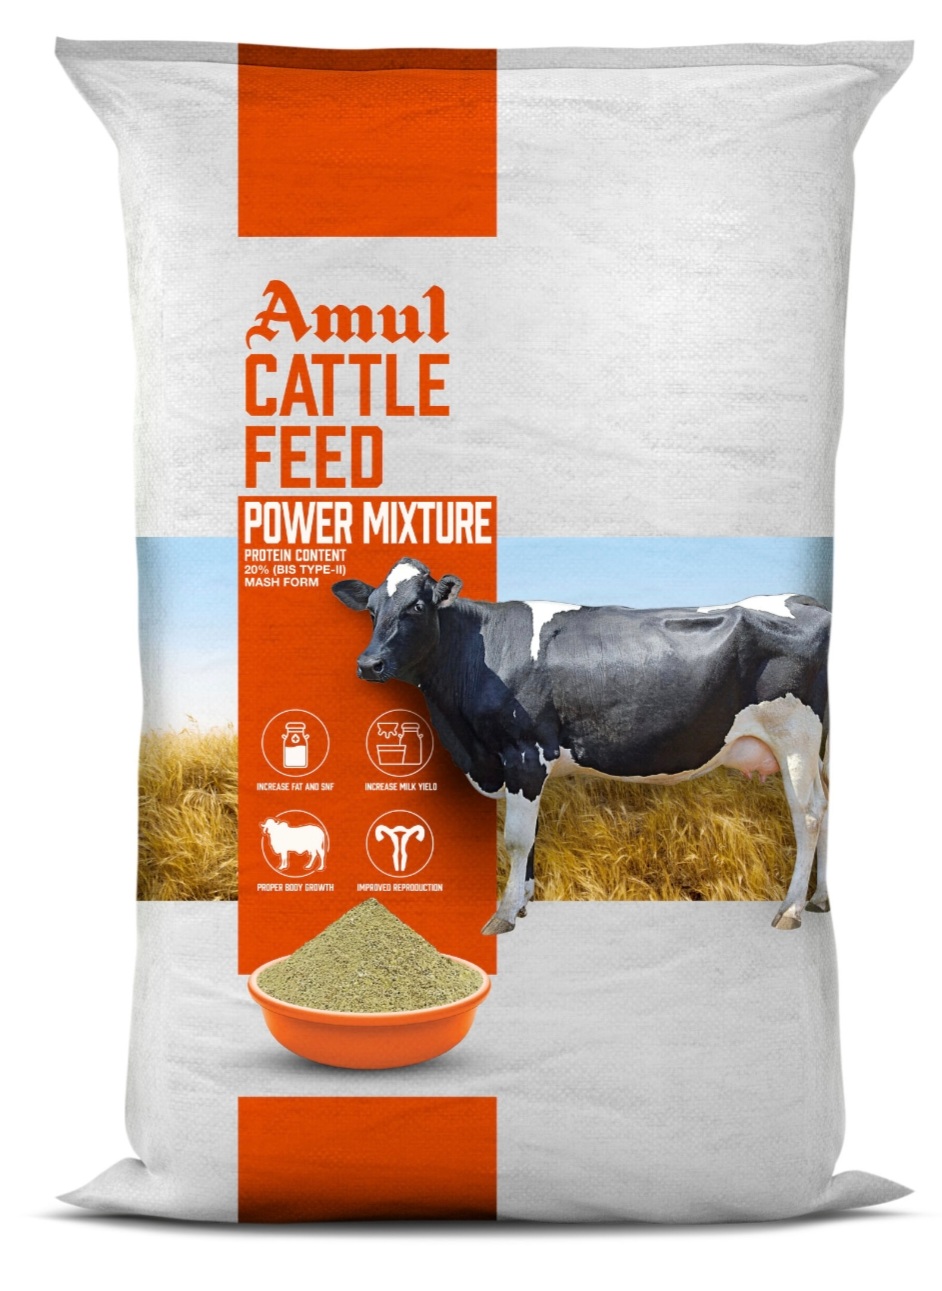 Amul
CATTLE
FEED
POWER MIXTURE
PROTEIN CONTENT
20% (BIS TYPE-II)
MASH FORM
INCREASE FAT AND SNF
INCREASE MILK YIELD
PROPER BODY GROWTH
IMPROVED REPRODUCTION